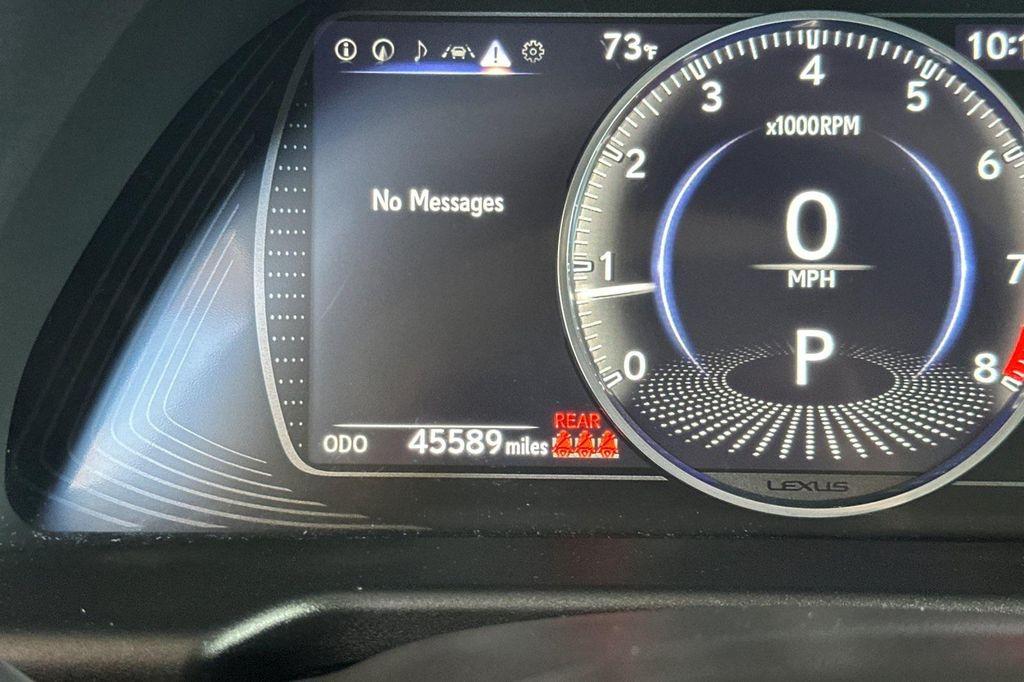 73°F
10:1
No Messages
x1000RPM
0
1
2
3
4
5
6
7
8
0
MPH
P
REAR
ODO 45589 miles
LEXUS